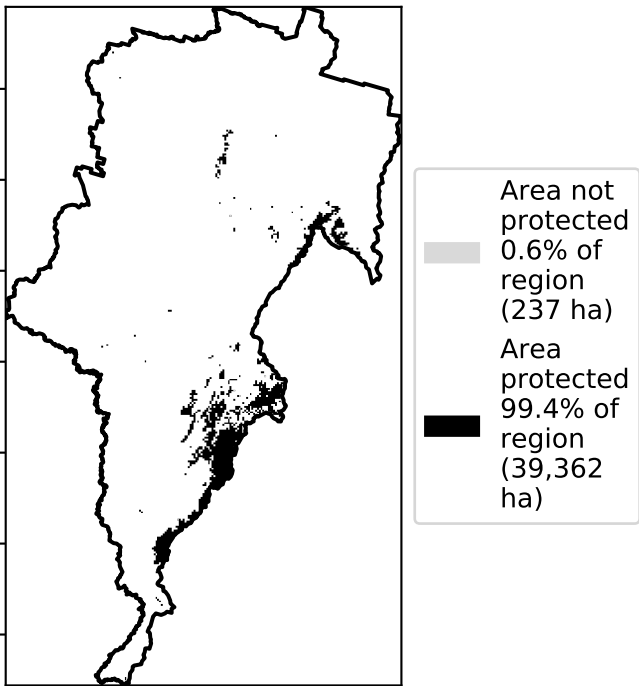 Area not
protected
0.6% of
region
(237 ha)
Area
protected
99.4% of
region
(39,362
ha)